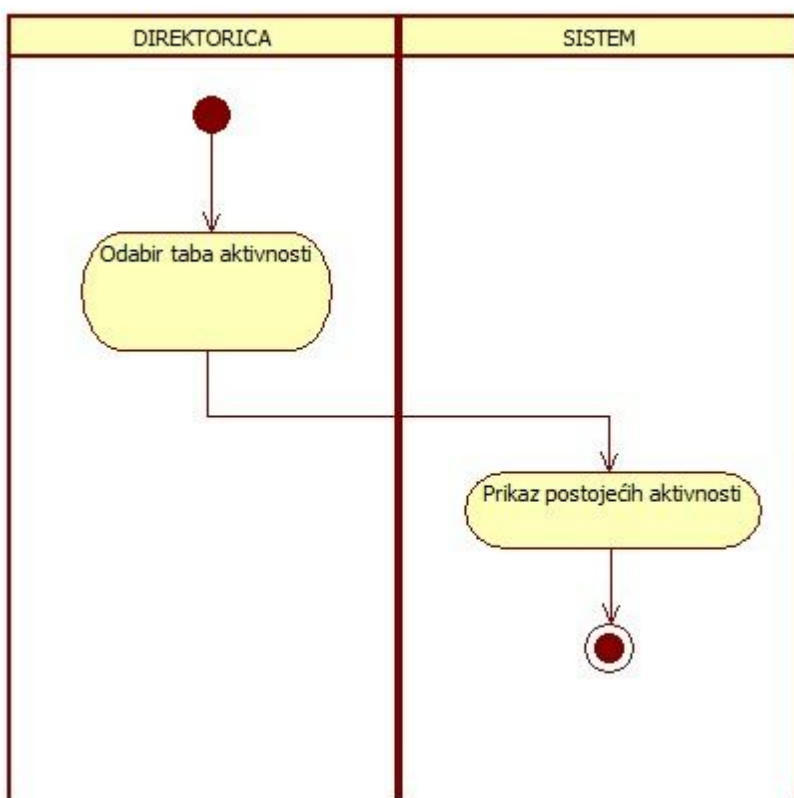 DIREKTORICA
SISTEM
Odabir taba aktivnosti
Prikaz postojećih aktivnosti